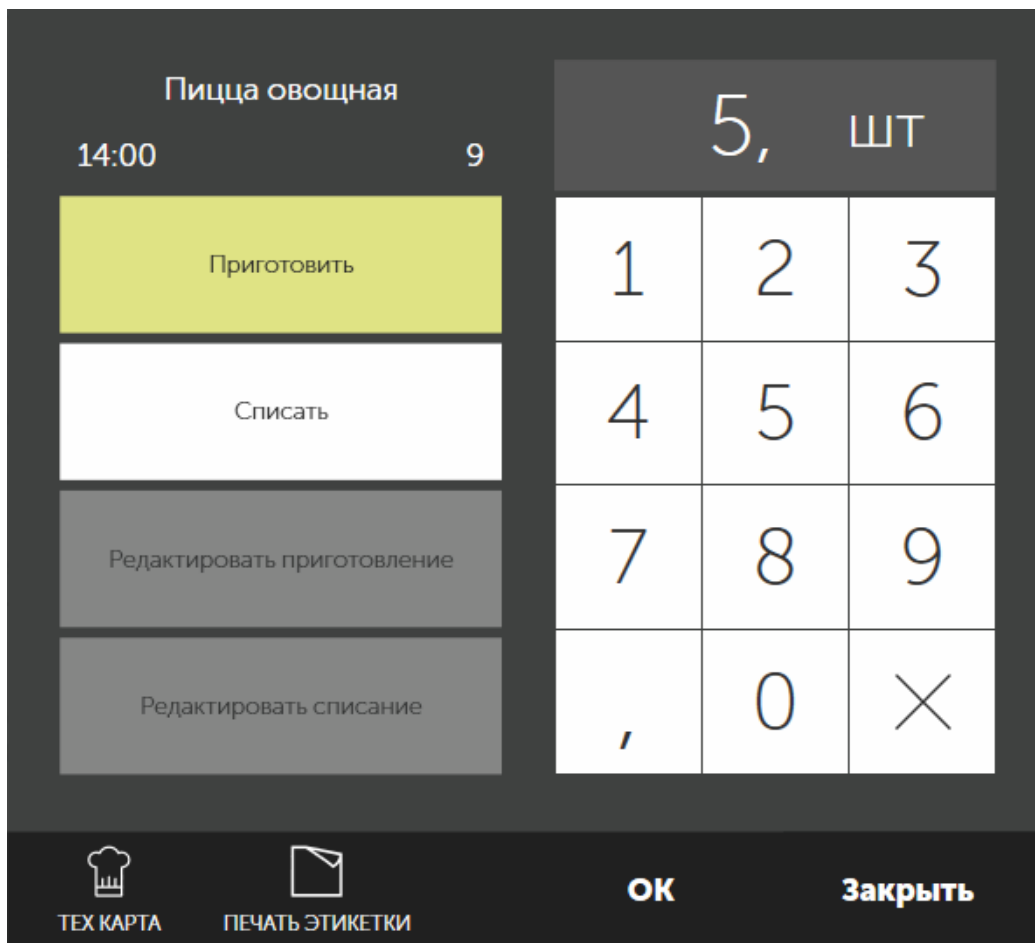 Пицца овощная
14:00 9
Приготовить
Списать
Редактировать приготовление
Редактировать списание
5, шт
1 2 3
4 5 6
7 8 9
, 0
ТЕХ КАРТА
ПЕЧАТЬ ЭТИКЕТКИ
ОК
Закрыть